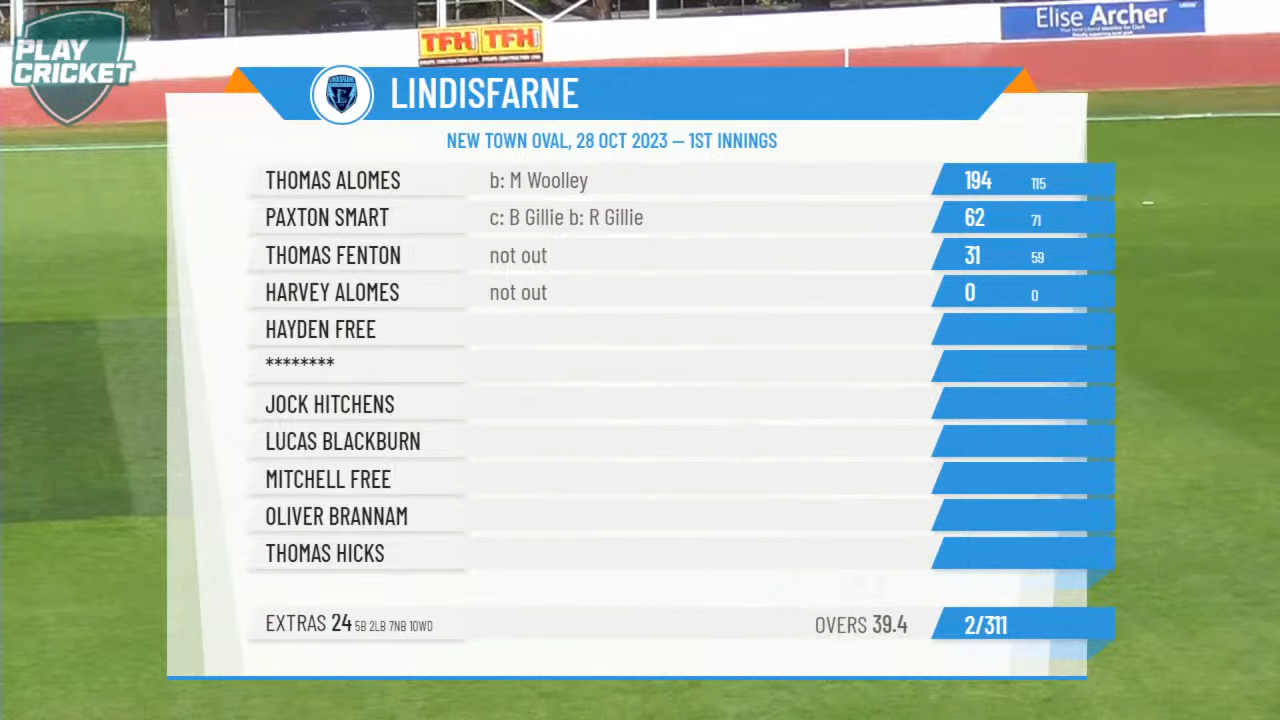 PLAY
CRICKET
TFH TFH
Elise Archer
LINDISFARNE
NEW TOWN OVAL, 28 OCT 2023 – 1ST INNINGS
THOMAS ALOMES b: M Woolley 194 115
PAXTON SMART c: B Gillie b: R Gillie 62 71
THOMAS FENTON not out 31 59
HARVEY ALOMES not out 0 0
HAYDEN FREE
********
JOCK HITCHENS
LUCAS BLACKBURN
MITCHELL FREE
OLIVER BRANNAM
THOMAS HICKS
EXTRAS 24 5B 2LB 7NB 10WD OVERS 39.4 2/311